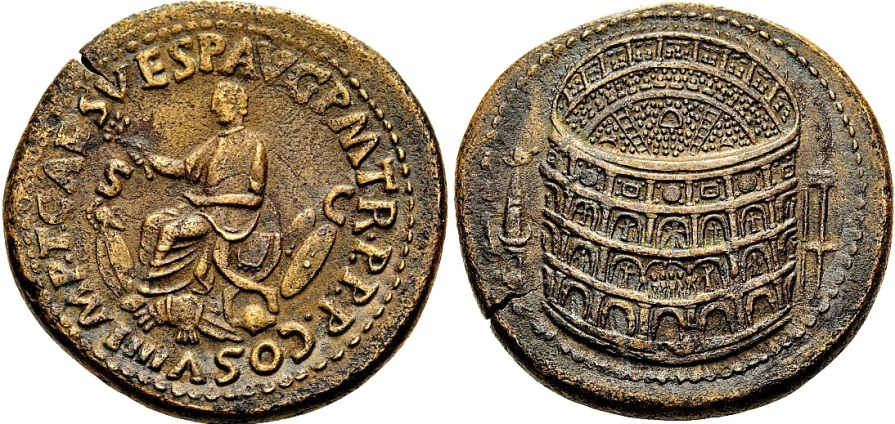 IMP·T·CAES VESP AVG P M TR·P·P·P·COS VIII
S C